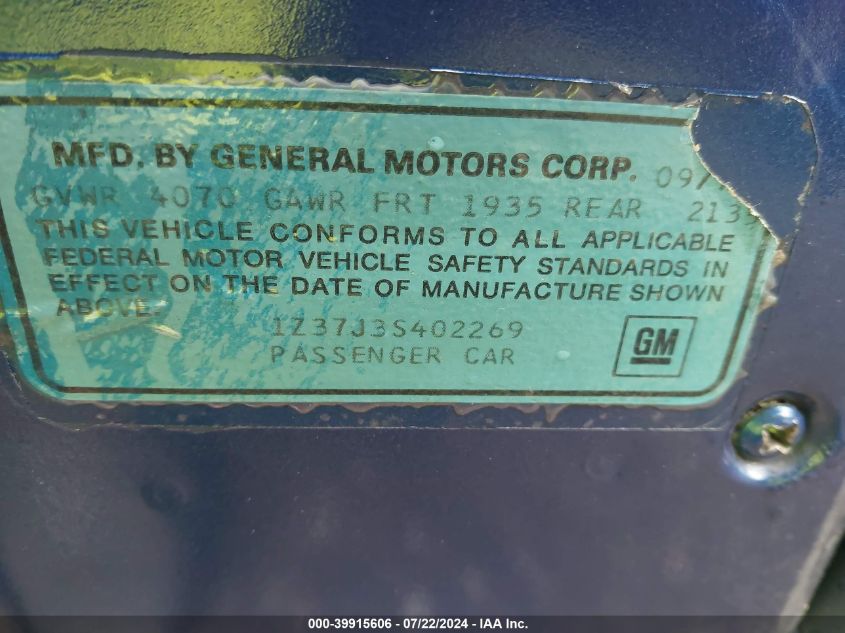 MFD. BY GENERAL MOTORS CORP. 09/
GVWR 4070 GAWR FRT 1935 REAR 213
THIS VEHICLE CONFORMS TO ALL APPLICABLE
FEDERAL MOTOR VEHICLE SAFETY STANDARDS IN
EFFECT ON THE DATE OF MANUFACTURE SHOWN
ABOVE.
1Z37J3S402269
PASSENGER CAR
GM
000-39915606 / 07/22/2024 - IAA Inc.